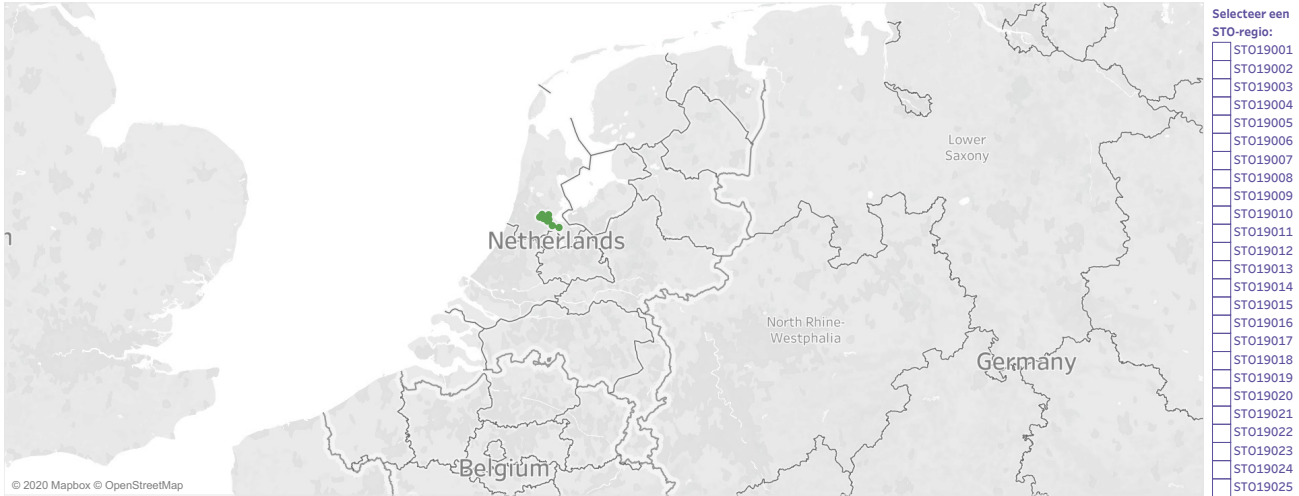 Selecteer een
STO-regio:
STO19001
STO19002
STO19003
STO19004
STO19005
STO19006
STO19007
STO19008
STO19009
STO19010
STO19011
STO19012
STO19013
STO19014
STO19015
STO19016
STO19017
STO19018
STO19019
STO19020
STO19021
STO19022
STO19023
STO19024
STO19025
Lower
Saxony
Netherlands
North Rhine-
Westphalia
Germany
Belgium
© 2020 Mapbox © OpenStreetMap